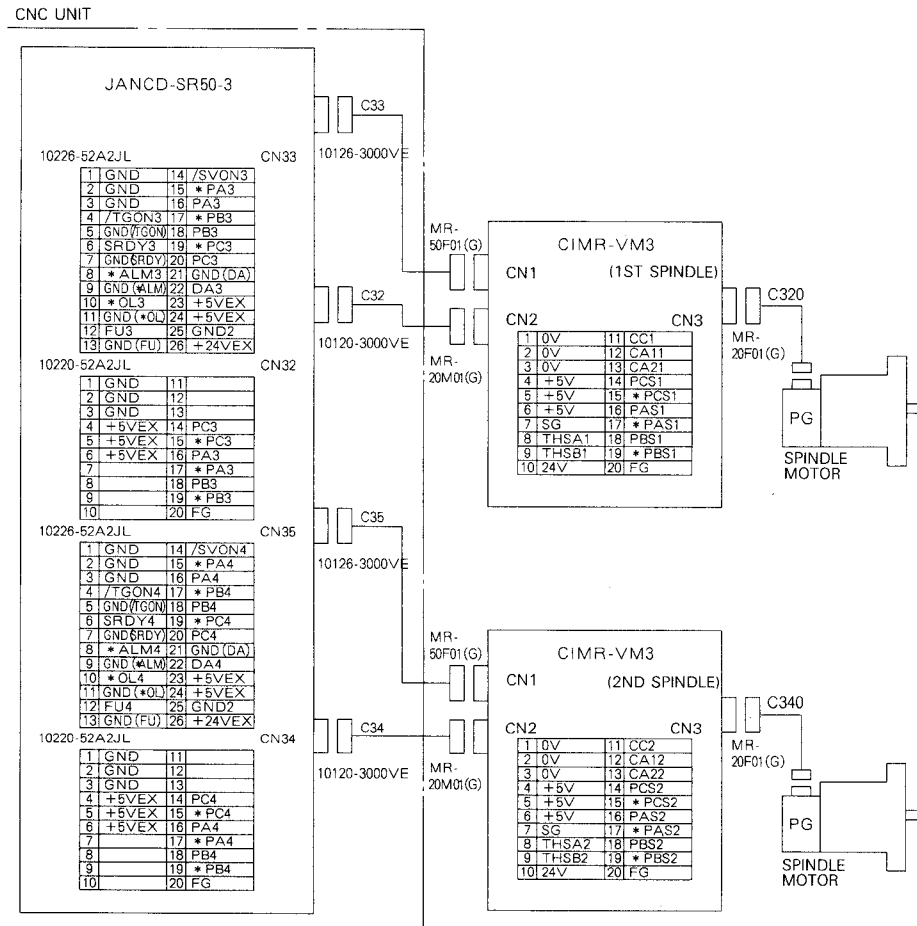 CNC UNIT
JANCD-SR50-3
C33
10126-3000VE
10226-52A2JL CN33
1 GND 14 /SVON3
2 GND 15 *PA3
3 GND 16 PA3
4 /TGON3 17 *PB3
5 GND(/TGON) 18 PB3
6 SRDY3 19 *PC3
7 GND(SRDY) 20 PC3
8 *ALM3 21 GND(DA)
9 GND(*ALM) 22 DA3
10 *OL3 23 +5VEX
11 GND(*OL) 24 +5VEX
12 FU3 25 GND2
13 GND(FU) 26 +24VEX
C32
10120-3000VE
10220-52A2JL CN32
1 GND 11
2 GND 12
3 GND 13
4 +5VEX 14 PC3
5 +5VEX 15 *PC3
6 +5VEX 16 PA3
7 17 *PA3
8 18 PB3
9 19 *PB3
10 20 FG
C35
10126-3000VE
10226-52A2JL CN35
1 GND 14 /SVON4
2 GND 15 *PA4
3 GND 16 PA4
4 /TGON4 17 *PB4
5 GND(/TGON) 18 PB4
6 SRDY4 19 *PC4
7 GND(SRDY) 20 PC4
8 *ALM4 21 GND(DA)
9 GND(*ALM) 22 DA4
10 *OL4 23 +5VEX
11 GND(*OL) 24 +5VEX
12 FU4 25 GND2
13 GND(FU) 26 +24VEX
C34
10120-3000VE
10220-52A2JL CN34
1 GND 11
2 GND 12
3 GND 13
4 +5VEX 14 PC4
5 +5VEX 15 *PC4
6 +5VEX 16 PA4
7 17 *PA4
8 18 PB4
9 19 *PB4
10 20 FG
MR-
50F01(G)
MR-
20M01(G)
CIMR-VM3
CN1 (1ST SPINDLE)
CN2 CN3
1 0V 11 CC1
2 0V 12 CA11
3 0V 13 CA21
4 +5V 14 PCS1
5 +5V 15 *PCS1
6 +5V 16 PAS1
7 SG 17 *PAS1
8 THSA1 18 PBS1
9 THSB1 19 *PBS1
10 24V 20 FG
C320
MR-
20F01(G)
PG
SPINDLE
MOTOR
MR-
50F01(G)
MR-
20M01(G)
CIMR-VM3
CN1 (2ND SPINDLE)
CN2 CN3
1 0V 11 CC2
2 0V 12 CA12
3 0V 13 CA22
4 +5V 14 PCS2
5 +5V 15 *PCS2
6 +5V 16 PAS2
7 SG 17 *PAS2
8 THSA2 18 PBS2
9 THSB2 19 *PBS2
10 24V 20 FG
C340
MR-
20F01(G)
PG
SPINDLE
MOTOR